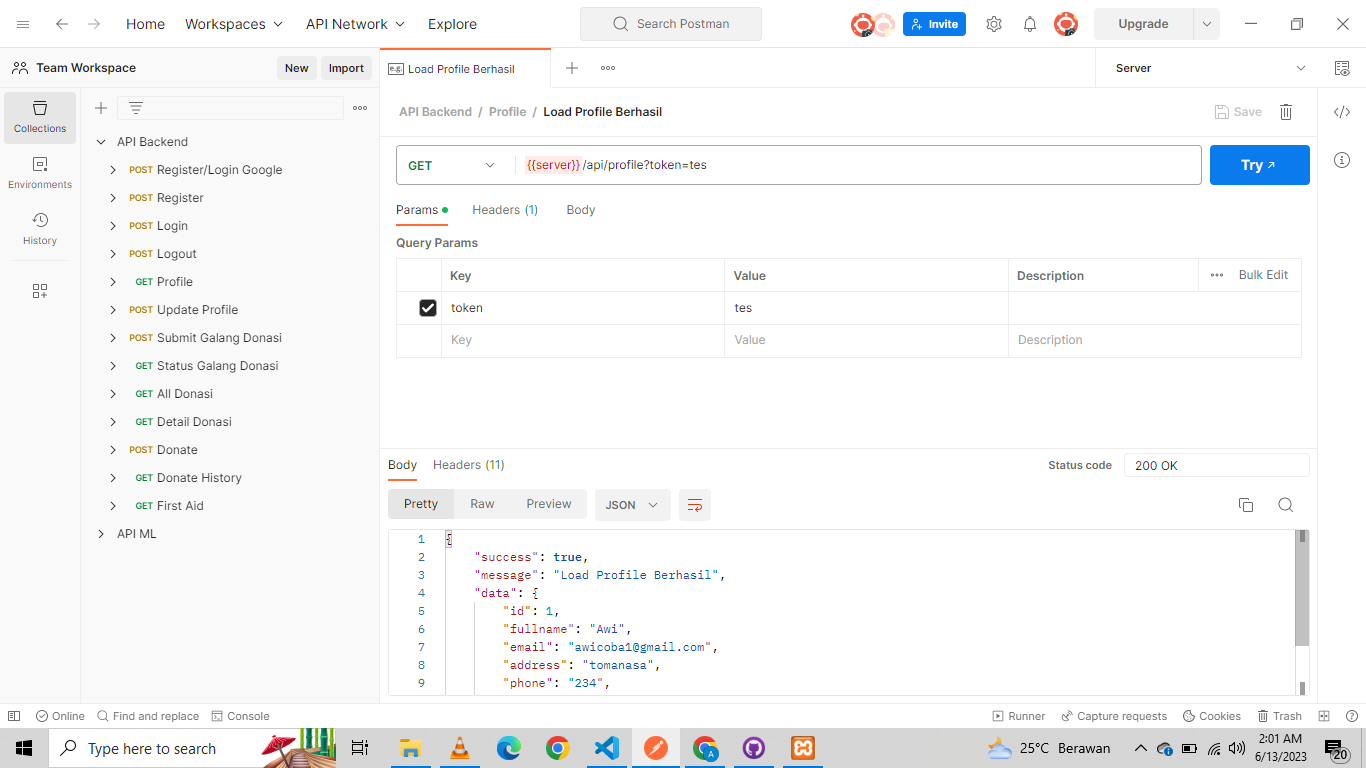 Home Workspaces API Network Explore Search Postman Invite Upgrade
Team Workspace New Import
e.g. Load Profile Berhasil
Server
Collections
Environments
History
API Backend
POST Register/Login Google
POST Register
POST Login
POST Logout
GET Profile
POST Update Profile
POST Submit Galang Donasi
GET Status Galang Donasi
GET All Donasi
GET Detail Donasi
POST Donate
GET Donate History
GET First Aid
API ML
API Backend / Profile / Load Profile Berhasil
Save
GET {{server}}/api/profile?token=tes
Try
Params Headers (1) Body
Query Params
Key Value Description Bulk Edit
token tes
Key Value Description
Body Headers (11) Status code 200 OK
Pretty Raw Preview JSON
1 {
2 "success": true,
3 "message": "Load Profile Berhasil",
4 "data": {
5 "id": 1,
6 "fullname": "Awi",
7 "email": "awicoba1@gmail.com",
8 "address": "tomanasa",
9 "phone": "234",
Online Find and replace Console Runner Capture requests Cookies Trash
Type here to search
A
25°C Berawan
2:01 AM
6/13/2023
20